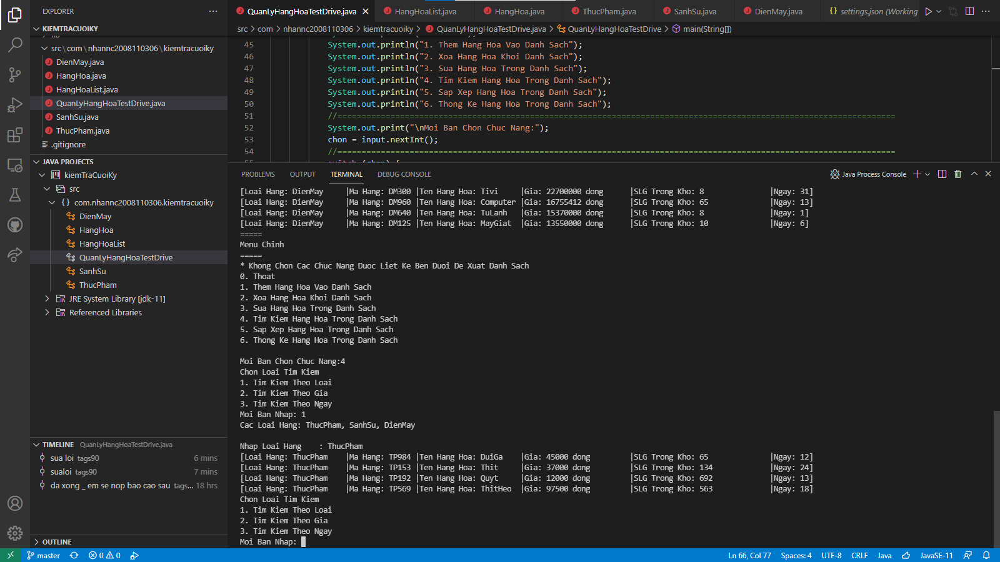 EXPLORER
KIEMTRACUOIKY
lib
src\com\nhannc2008110306\kiemtracuoiky
DienMay.java
HangHoa.java
HangHoaList.java
QuanLyHangHoaTestDrive.java
SanhSu.java
ThucPham.java
.gitignore
JAVA PROJECTS
kiemTraCuoiKy
src
{} com.nhannc2008110306.kiemtracuoiky
DienMay
HangHoa
HangHoaList
QuanLyHangHoaTestDrive
SanhSu
ThucPham
JRE System Library [jdk-11]
Referenced Libraries
TIMELINE QuanLyHangHoaTestDrive.java
sua loi tags90 6 mins
sualoi tags90 7 mins
da xong _ em se nop bao cao sau tags... 18 hrs
OUTLINE
QuanLyHangHoaTestDrive.java HangHoaList.java HangHoa.java ThucPham.java SanhSu.java DienMay.java {} settings.json (Working
src > com > nhannc2008110306 > kiemtracuoiky > QuanLyHangHoaTestDrive.java > QuanLyHangHoaTestDrive > main(String[])
45 System.out.println("1. Them Hang Hoa Vao Danh Sach");
46 System.out.println("2. Xoa Hang Hoa Khoi Danh Sach");
47 System.out.println("3. Sua Hang Hoa Trong Danh Sach");
48 System.out.println("4. Tim Kiem Hang Hoa Trong Danh Sach");
49 System.out.println("5. Sap Xep Hang Hoa Trong Danh Sach");
50 System.out.println("6. Thong Ke Hang Hoa Trong Danh Sach");
51 //====================================================================================================================
52 System.out.print("\nMoi Ban Chon Chuc Nang:");
53 chon = input.nextInt();
54 //====================================================================================================================
55 switch (chon) {
PROBLEMS OUTPUT TERMINAL DEBUG CONSOLE Java Process Console
[Loai Hang: DienMay |Ma Hang: DM300 |Ten Hang Hoa: Tivi |Gia: 22700000 dong |SLG Trong Kho: 8 |Ngay: 31]
[Loai Hang: DienMay |Ma Hang: DM960 |Ten Hang Hoa: Computer |Gia: 16755412 dong |SLG Trong Kho: 65 |Ngay: 13]
[Loai Hang: DienMay |Ma Hang: DM640 |Ten Hang Hoa: TuLanh |Gia: 15370000 dong |SLG Trong Kho: 8 |Ngay: 1]
[Loai Hang: DienMay |Ma Hang: DM125 |Ten Hang Hoa: MayGiat |Gia: 13550000 dong |SLG Trong Kho: 10 |Ngay: 6]
=====
Menu Chinh
=====
* Khong Chon Cac Chuc Nang Duoc Liet Ke Ben Duoi De Xuat Danh Sach
0. Thoat
1. Them Hang Hoa Vao Danh Sach
2. Xoa Hang Hoa Khoi Danh Sach
3. Sua Hang Hoa Trong Danh Sach
4. Tim Kiem Hang Hoa Trong Danh Sach
5. Sap Xep Hang Hoa Trong Danh Sach
6. Thong Ke Hang Hoa Trong Danh Sach
Moi Ban Chon Chuc Nang:4
Chon Loai Tim Kiem
1. Tim Kiem Theo Loai
2. Tim Kiem Theo Gia
3. Tim Kiem Theo Ngay
Moi Ban Nhap: 1
Cac Loai Hang: ThucPham, SanhSu, DienMay
Nhap Loai Hang : ThucPham
[Loai Hang: ThucPham |Ma Hang: TP984 |Ten Hang Hoa: DuiGa |Gia: 45000 dong |SLG Trong Kho: 65 |Ngay: 12]
[Loai Hang: ThucPham |Ma Hang: TP153 |Ten Hang Hoa: Thit |Gia: 37000 dong |SLG Trong Kho: 134 |Ngay: 24]
[Loai Hang: ThucPham |Ma Hang: TP192 |Ten Hang Hoa: Quyt |Gia: 12000 dong |SLG Trong Kho: 692 |Ngay: 13]
[Loai Hang: ThucPham |Ma Hang: TP569 |Ten Hang Hoa: ThitHeo |Gia: 97500 dong |SLG Trong Kho: 563 |Ngay: 18]
Chon Loai Tim Kiem
1. Tim Kiem Theo Loai
2. Tim Kiem Theo Gia
3. Tim Kiem Theo Ngay
Moi Ban Nhap:
master 0 0 Ln 66, Col 77 Spaces: 4 UTF-8 CRLF Java JavaSE-11